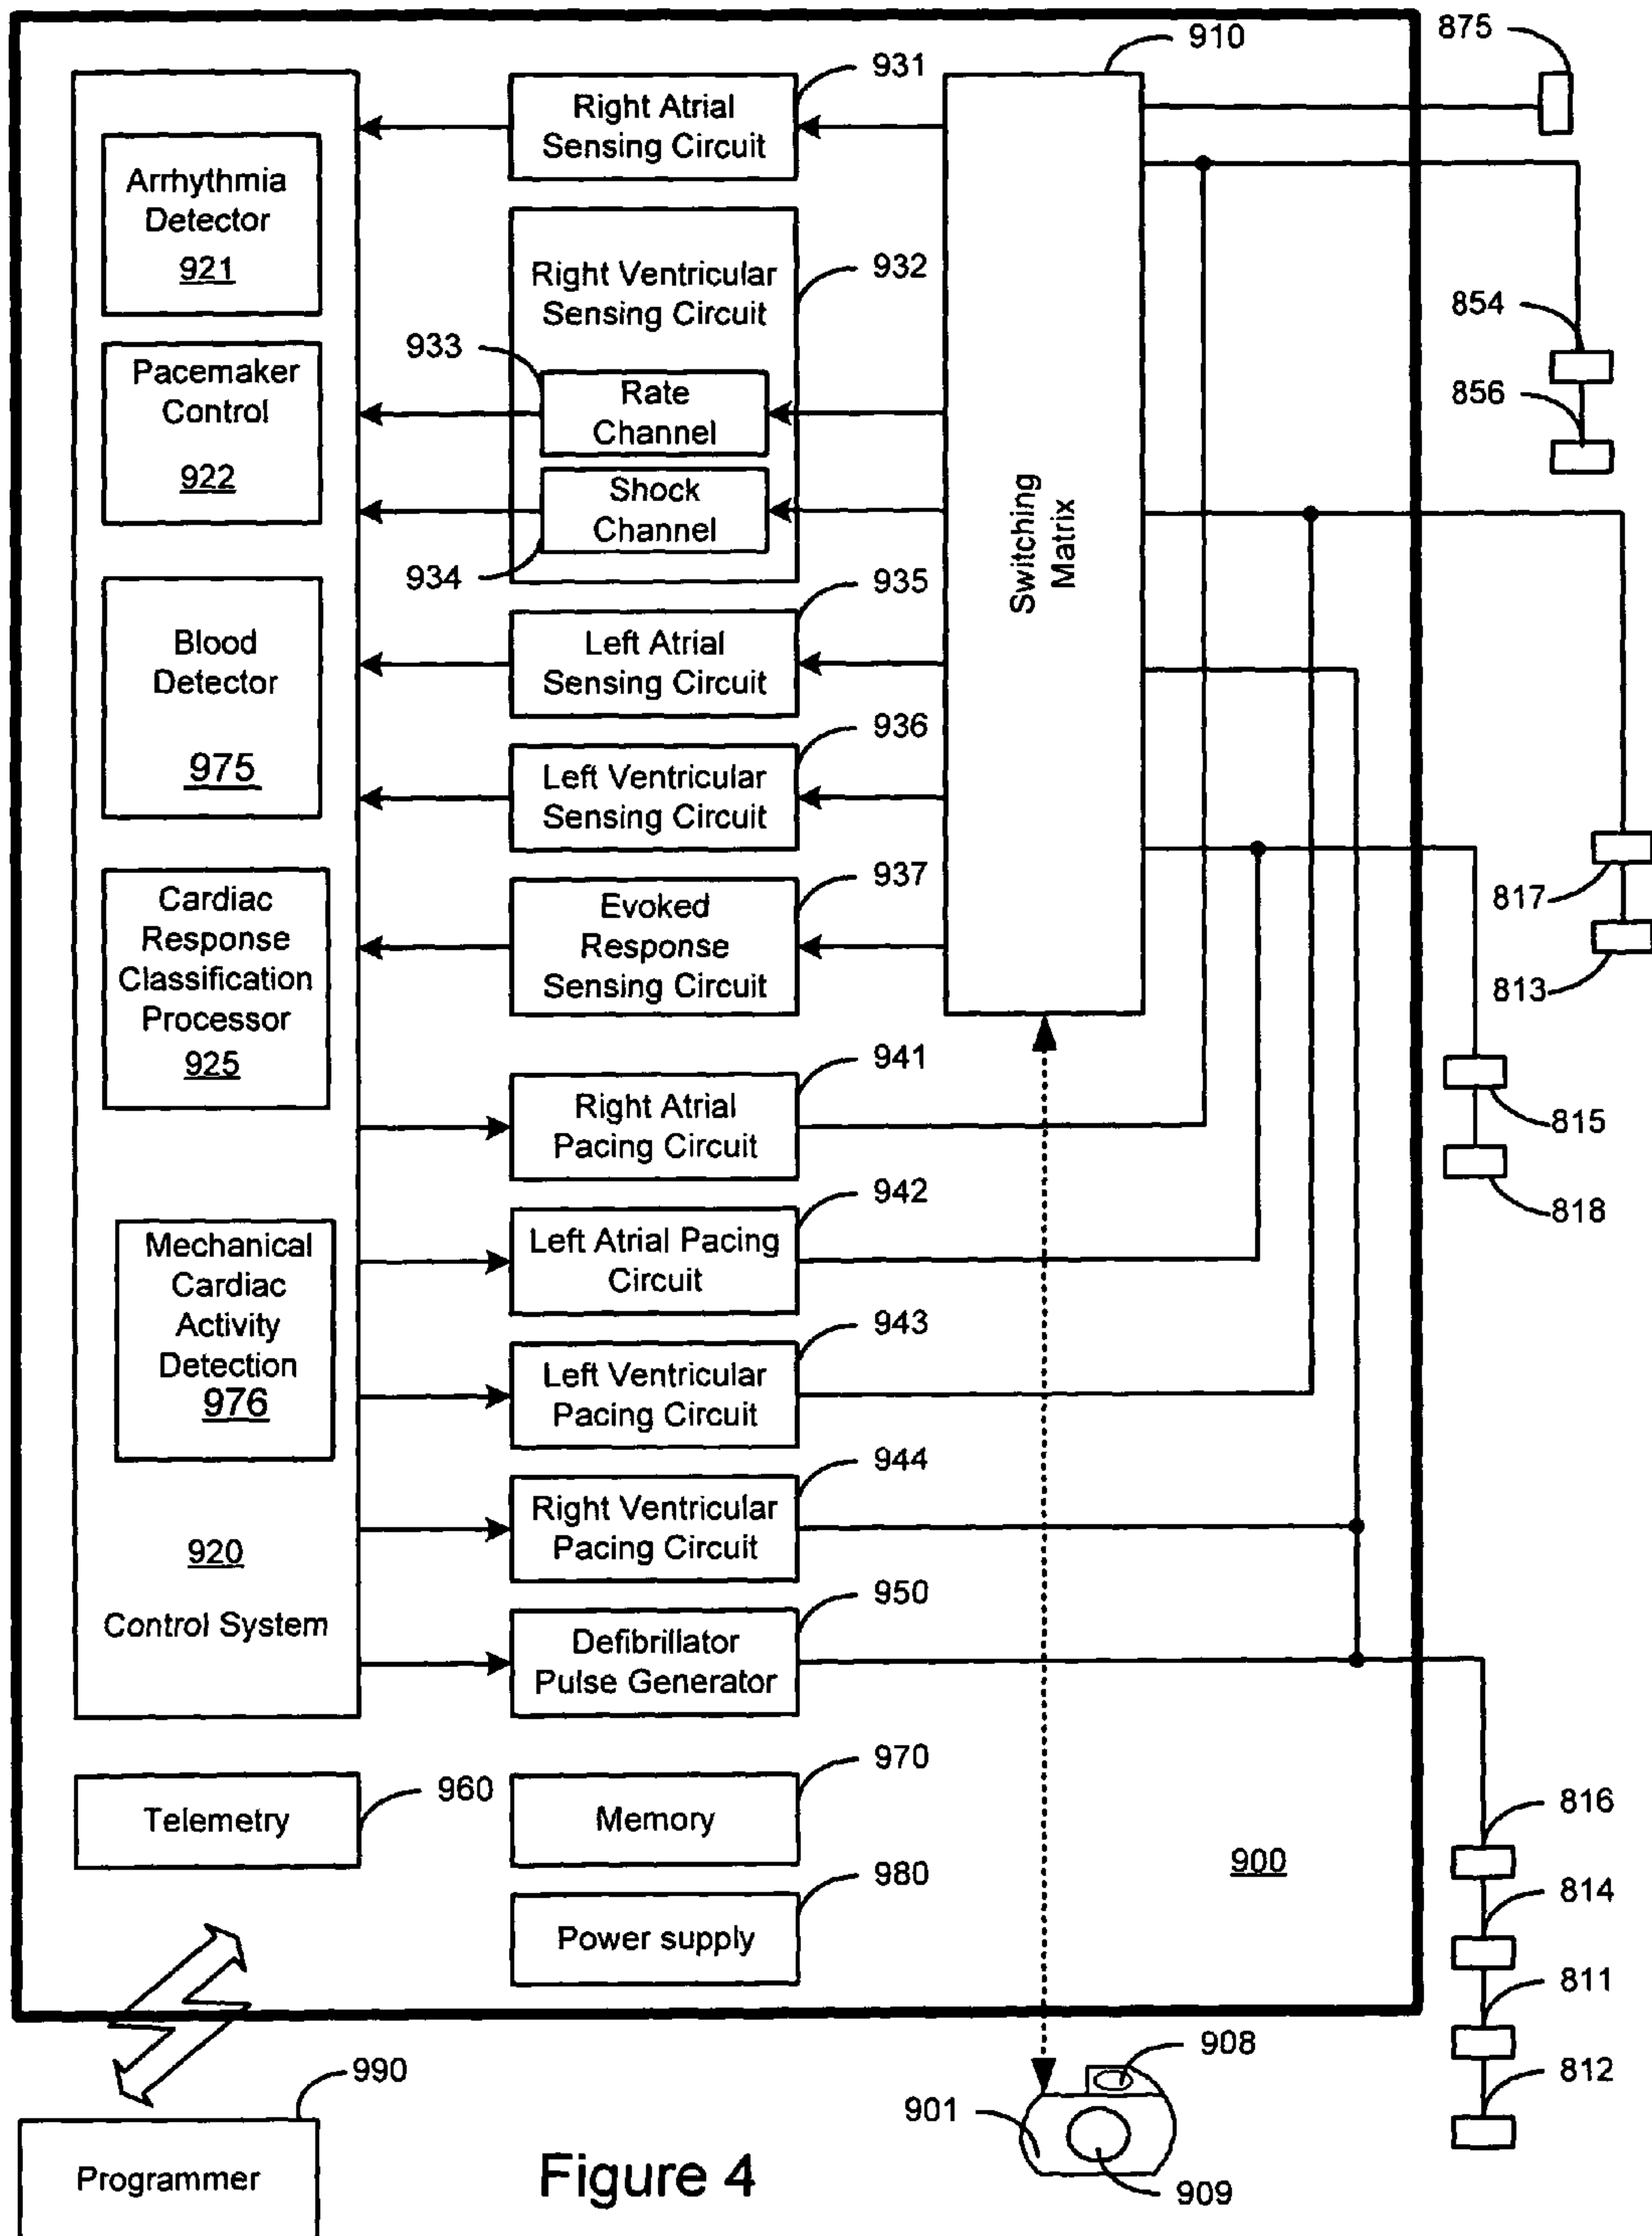 910
875
931
Right Atrial
Sensing Circuit
Arrhythmia
Detector
921
Right Ventricular
Sensing Circuit
932
933
Rate
Channel
Shock
Channel
934
Pacemaker
Control
922
Switching
Matrix
854
856
935
Left Atrial
Sensing Circuit
Blood
Detector
975
936
Left Ventricular
Sensing Circuit
937
Evoked
Response
Sensing Circuit
Cardiac
Response
Classification
Processor
925
817
813
941
Right Atrial
Pacing Circuit
815
818
942
Left Atrial Pacing
Circuit
Mechanical
Cardiac
Activity
Detection
976
943
Left Ventricular
Pacing Circuit
944
Right Ventricular
Pacing Circuit
920
Control System
950
Defibrillator
Pulse Generator
Telemetry
960
970
Memory
980
Power supply
900
816
814
811
812
990
Programmer
908
901
909
Figure 4